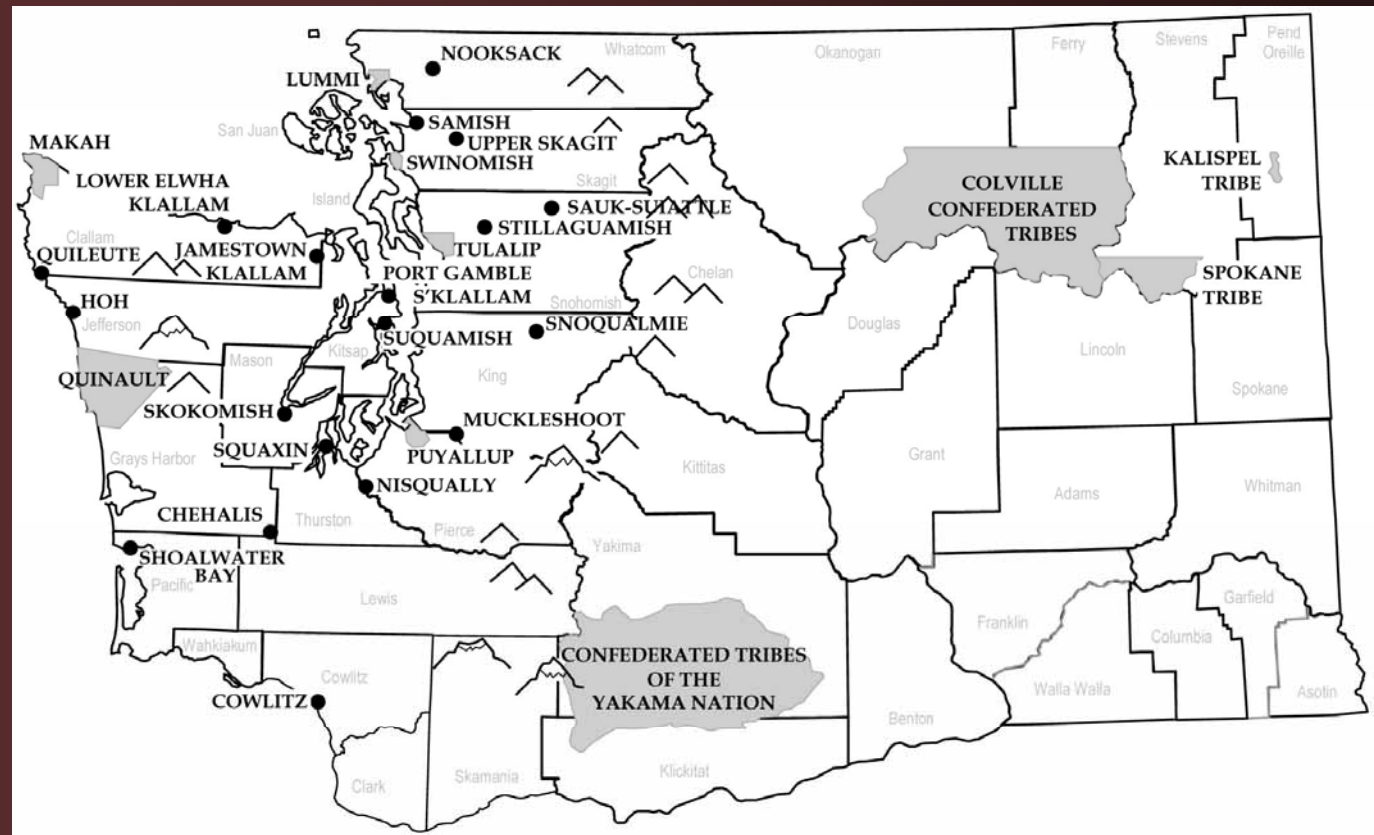 Whatcom
Okanogan
Ferry
Stevens
Pend
Oreille
NOOKSACK
LUMMI
San Juan
SAMISH
UPPER SKAGIT
SWINOMISH
Skagit
MAKAH
LOWER ELWHA
KLALLAM
Island
SAUK-SUIATTLE
STILLAGUAMISH
TULALIP
Clallam
QUILEUTE
JAMESTOWN
KLALLAM
PORT GAMBLE
S'KLALLAM
Snohomish
Chelan
COLVILLE
CONFEDERATED
TRIBES
KALISPEL
TRIBE
SPOKANE
TRIBE
HOH
Jefferson
SUQUAMISH
SNOQUALMIE
Douglas
Lincoln
Mason
Kitsap
King
QUINAULT
Spokane
SKOKOMISH
MUCKLESHOOT
SQUAXIN
PUYALLUP
Grays Harbor
Kittitas
Grant
Adams
Whitman
NISQUALLY
CHEHALIS
Thurston
Pierce
Yakima
SHOALWATER
BAY
Pacific
Lewis
Wahkiakum
Franklin
Garfield
Columbia
CONFEDERATED TRIBES
OF THE
YAKAMA NATION
Cowlitz
COWLITZ
Benton
Walla Walla
Asotin
Clark
Skamania
Klickitat